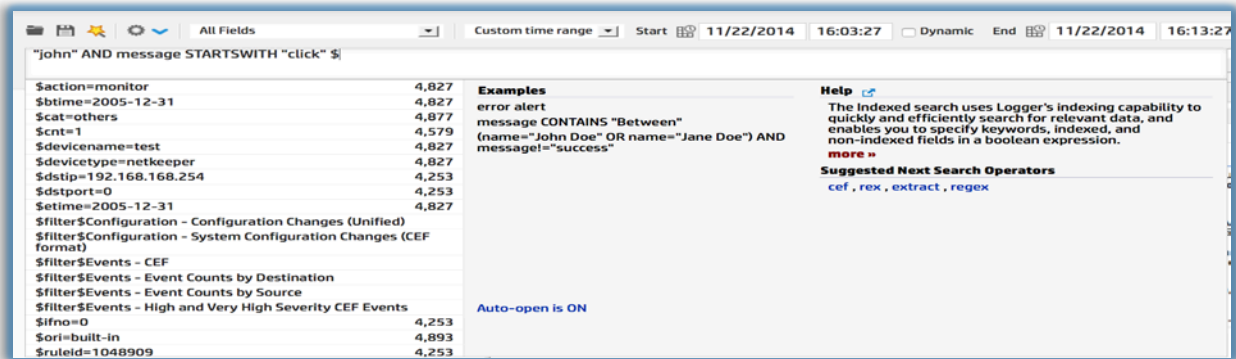 All Fields Custom time range Start 11/22/2014 16:03:27 Dynamic End 11/22/2014 16:13:27
"john" AND message STARTSWITH "click" $
$action=monitor 4,827
$btime=2005-12-31 4,827
$cat=others 4,877
$cnt=1 4,579
$devicename=test 4,827
$devicetype=netkeeper 4,827
$dstip=192.168.168.254 4,253
$dstport=0 4,253
$etime=2005-12-31 4,827
$filter$Configuration - Configuration Changes (Unified)
$filter$Configuration - System Configuration Changes (CEF
format)
$filter$Events - CEF
$filter$Events - Event Counts by Destination
$filter$Events - Event Counts by Source
$filter$Events - High and Very High Severity CEF Events
$ifno=0 4,253
$ori=built-in 4,893
$ruleid=1048909 4,253
Examples
error alert
message CONTAINS "Between"
(name="John Doe" OR name="Jane Doe") AND
message!="success"
Auto-open is ON
Help
The Indexed search uses Logger's indexing capability to
quickly and efficiently search for relevant data, and
enables you to specify keywords, indexed, and
non-indexed fields in a boolean expression.
more »
Suggested Next Search Operators
cef , rex , extract , regex